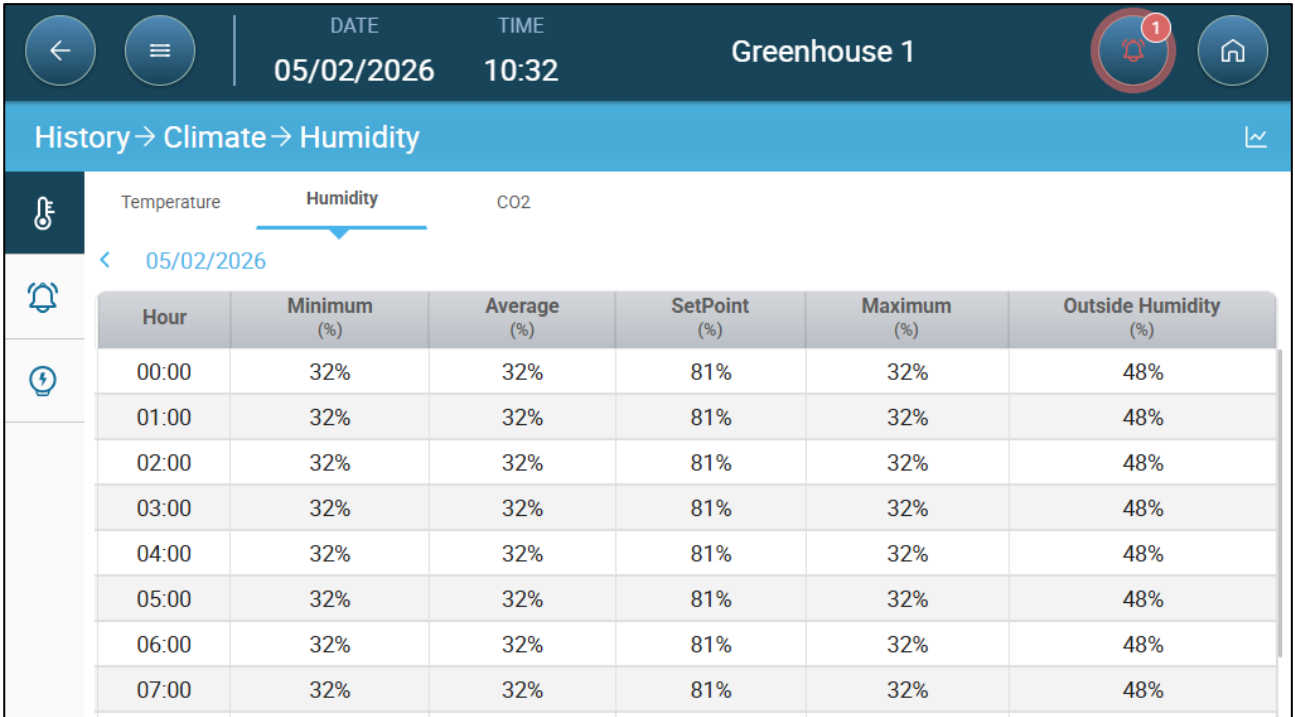 DATE TIME 1
05/02/2026 10:32 Greenhouse 1
History → Climate → Humidity
Temperature Humidity CO2
05/02/2026
Hour Minimum (%) Average (%) SetPoint (%) Maximum (%) Outside Humidity (%)
00:00 32% 32% 81% 32% 48%
01:00 32% 32% 81% 32% 48%
02:00 32% 32% 81% 32% 48%
03:00 32% 32% 81% 32% 48%
04:00 32% 32% 81% 32% 48%
05:00 32% 32% 81% 32% 48%
06:00 32% 32% 81% 32% 48%
07:00 32% 32% 81% 32% 48%